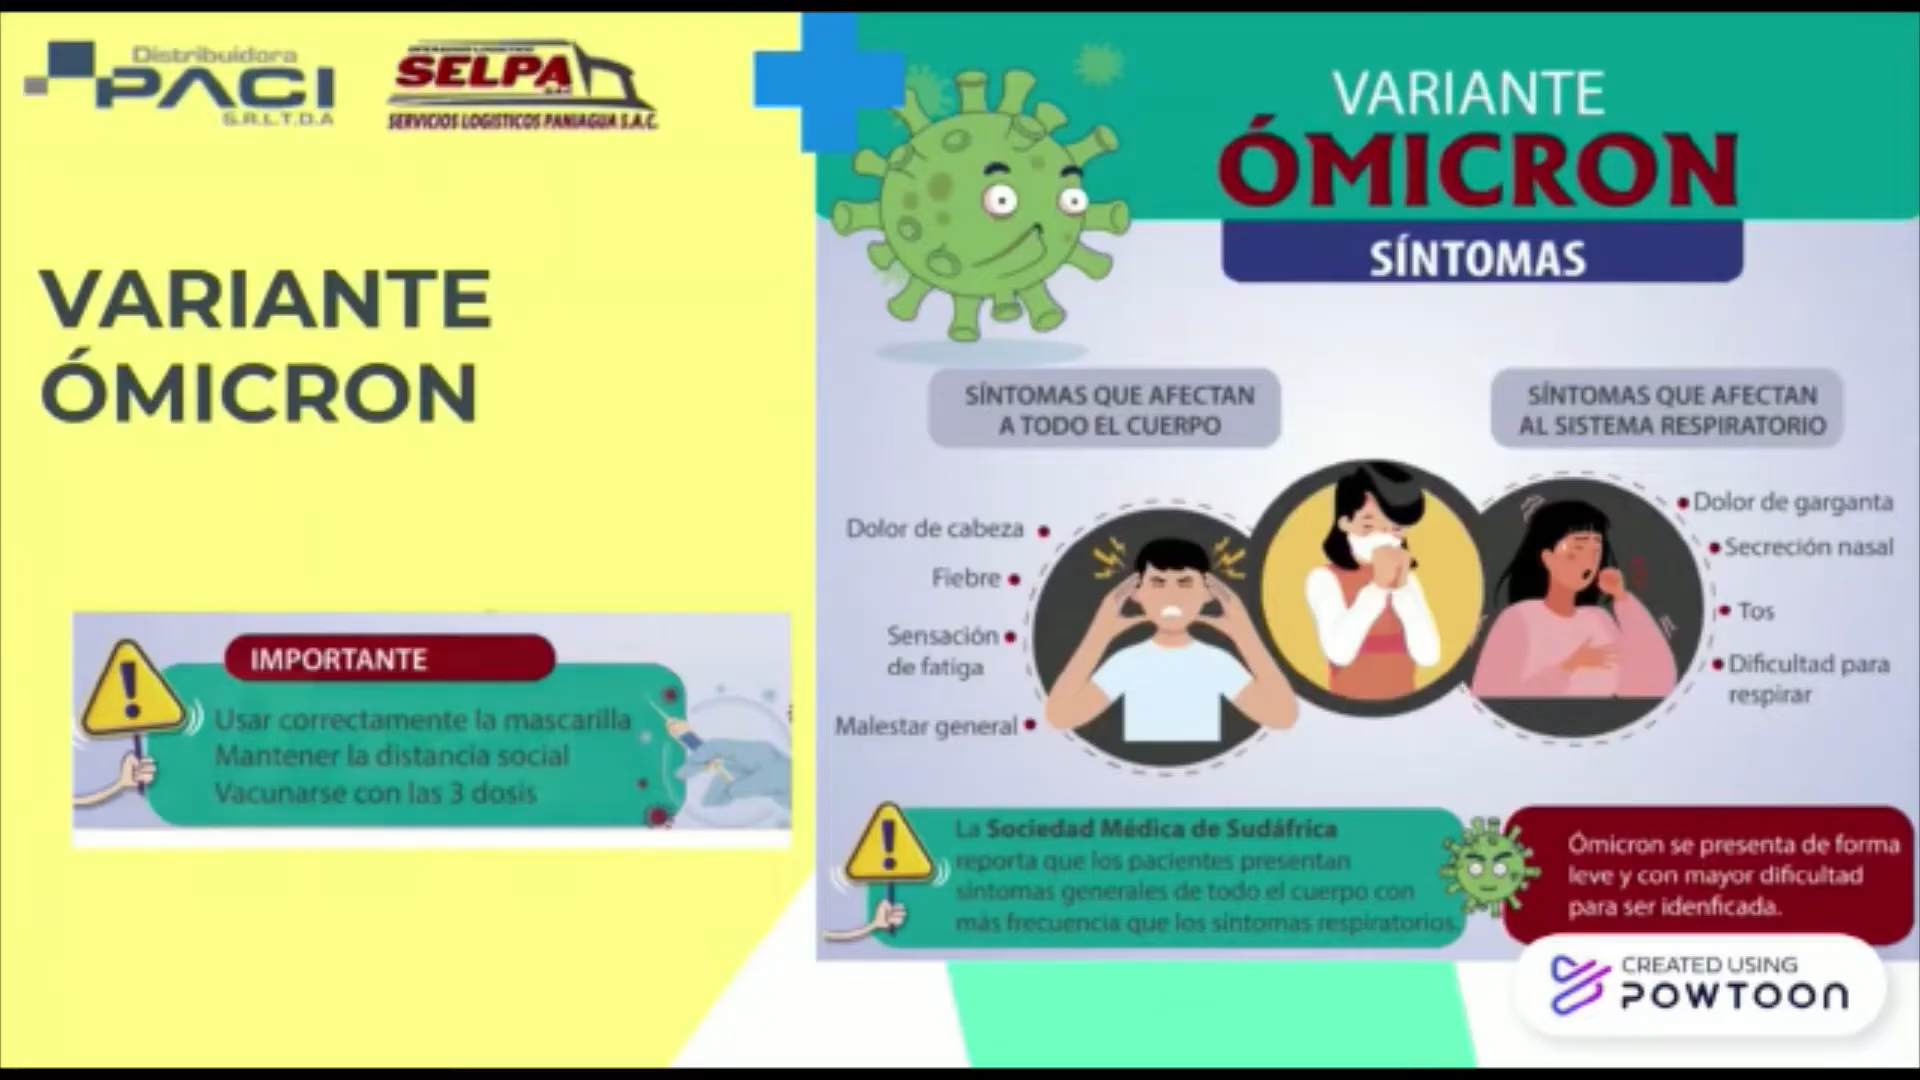 Distribuidora
PACI
S.R.L.T.D.A
SELPA
SERVICIOS LOGISTICOS PANIAGUA S.A.C.
VARIANTE
ÓMICRON
IMPORTANTE
Usar correctamente la mascarilla
Mantener la distancia social
Vacunarse con las 3 dosis
VARIANTE
ÓMICRON
SÍNTOMAS
SÍNTOMAS QUE AFECTAN
A TODO EL CUERPO
Dolor de cabeza
Fiebre
Sensación
de fatiga
Malestar general
SÍNTOMAS QUE AFECTAN
AL SISTEMA RESPIRATORIO
Dolor de garganta
Secreción nasal
Tos
Dificultad para
respirar
La Sociedad Médica de Sudáfrica
reporta que los pacientes presentan
síntomas generales de todo el cuerpo con
más frecuencia que los síntomas respiratorios.
Ómicron se presenta de forma
leve y con mayor dificultad
para ser idenficada.
CREATED USING
POWTOON